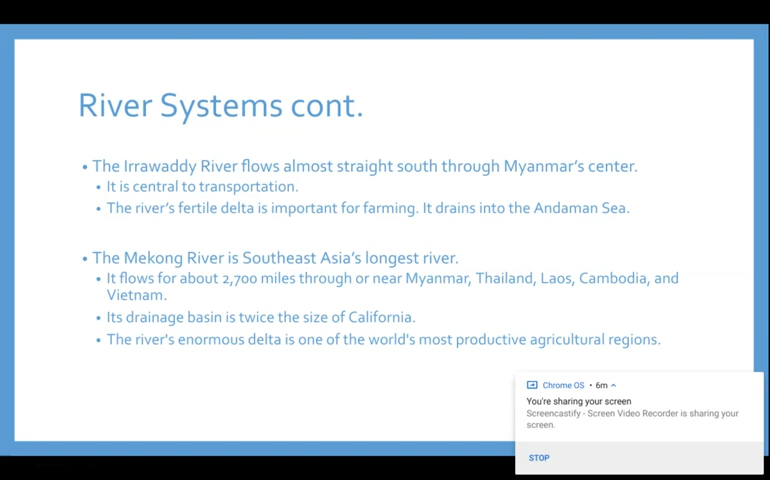 River Systems cont.
• The Irrawaddy River flows almost straight south through Myanmar's center.
• It is central to transportation.
• The river's fertile delta is important for farming. It drains into the Andaman Sea.
• The Mekong River is Southeast Asia's longest river.
• It flows for about 2,700 miles through or near Myanmar, Thailand, Laos, Cambodia, and
Vietnam.
• Its drainage basin is twice the size of California.
• The river's enormous delta is one of the world's most productive agricultural regions.
Chrome OS • 6m
You're sharing your screen
Screencastify - Screen Video Recorder is sharing your
screen.
STOP